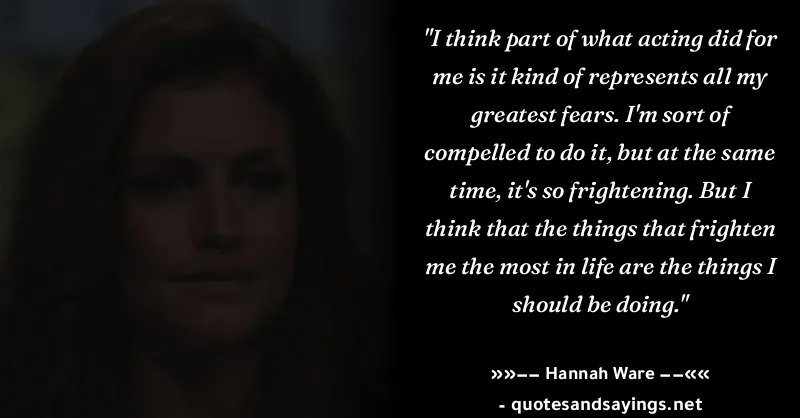 "I think part of what acting did for
me is it kind of represents all my
greatest fears. I'm sort of
compelled to do it, but at the same
time, it's so frightening. But I
think that the things that frighten
me the most in life are the things I
should be doing."
»»–– Hannah Ware ––««
- quotesandsayings.net